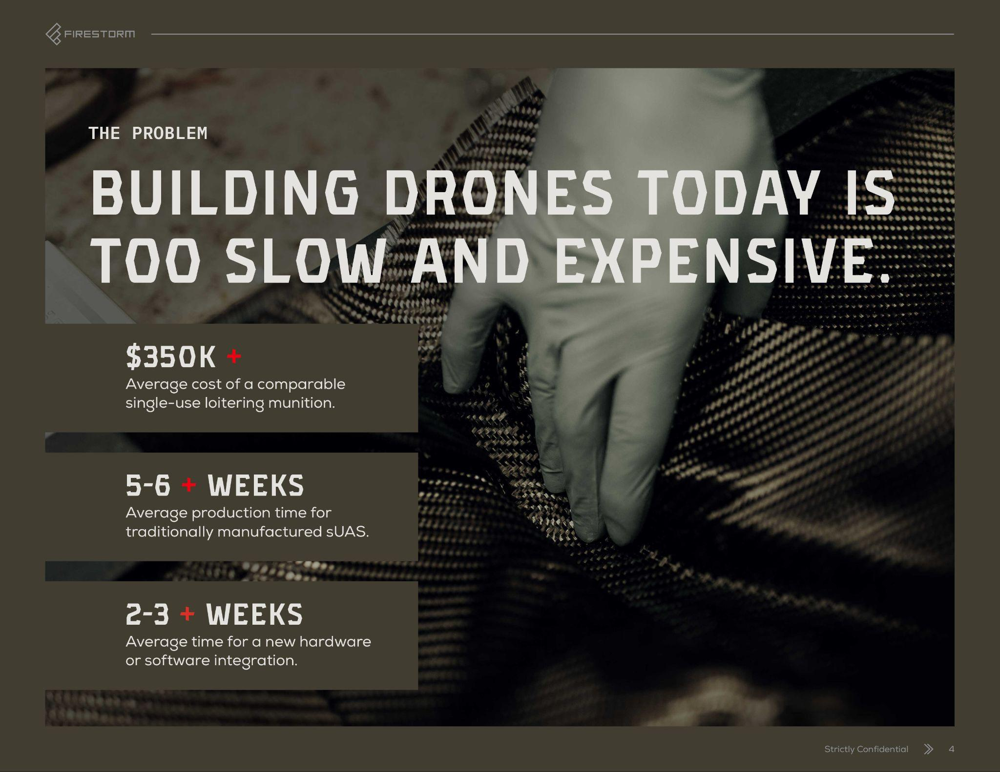 FIRESTORM
THE PROBLEM
BUILDING DRONES TODAY IS
TOO SLOW AND EXPENSIVE.
$350K +
Average cost of a comparable
single-use loitering munition.
5-6 + WEEKS
Average production time for
traditionally manufactured sUAS.
2-3 + WEEKS
Average time for a new hardware
or software integration.
Strictly Confidential
4